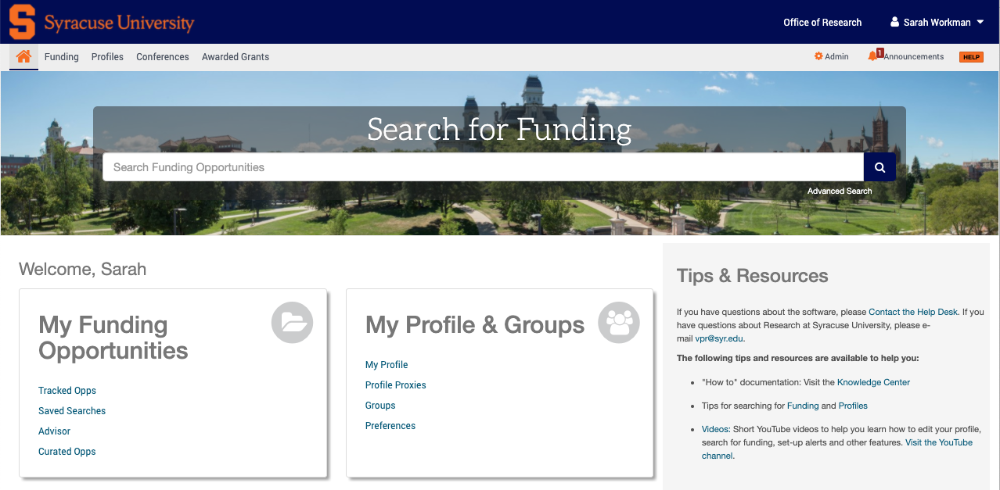 S Syracuse University
Office of Research
Sarah Workman
Funding Profiles Conferences Awarded Grants
Admin
1
Announcements
HELP
Search for Funding
Search Funding Opportunities
Advanced Search
Welcome, Sarah
My Funding
Opportunities
Tracked Opps
Saved Searches
Advisor
Curated Opps
My Profile & Groups
My Profile
Profile Proxies
Groups
Preferences
Tips & Resources
If you have questions about the software, please Contact the Help Desk. If you
have questions about Research at Syracuse University, please e-
mail vpr@syr.edu.
The following tips and resources are available to help you:
• "How to" documentation: Visit the Knowledge Center
• Tips for searching for Funding and Profiles
• Videos: Short YouTube videos to help you learn how to edit your profile,
search for funding, set-up alerts and other features. Visit the YouTube
channel.